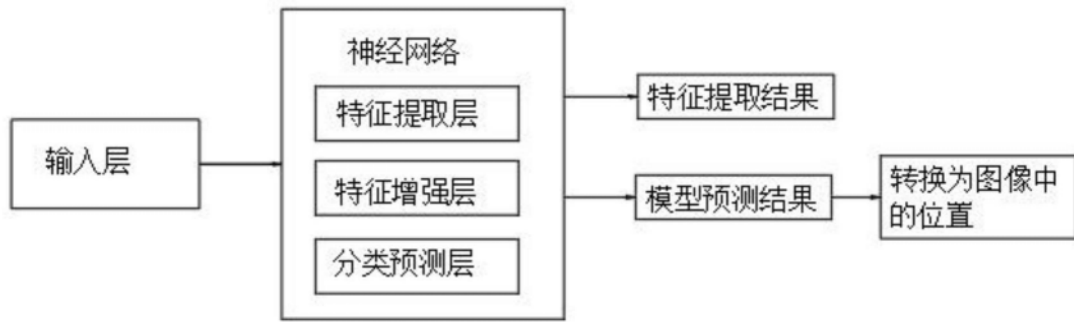 输入层
神经网络
特征提取层
特征增强层
分类预测层
特征提取结果
模型预测结果
转换为图像中
的位置